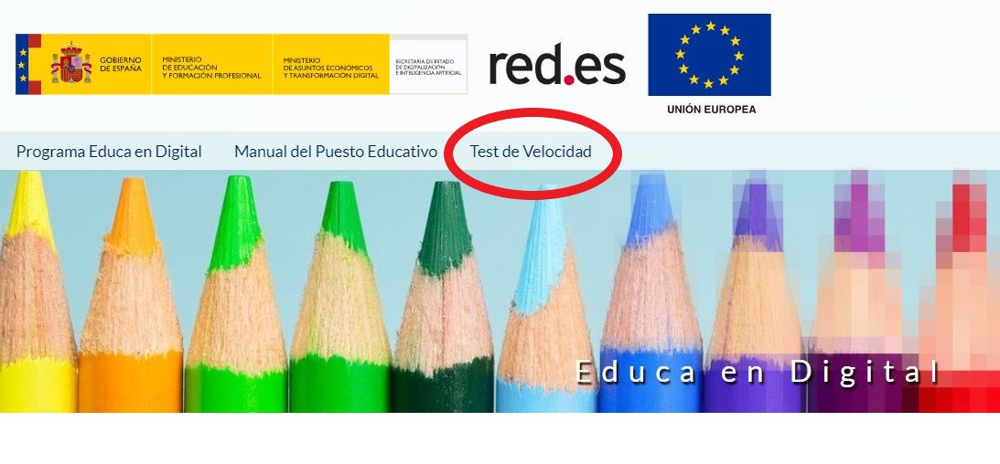 GOBIERNO
DE ESPAÑA
MINISTERIO
DE EDUCACIÓN
Y FORMACIÓN PROFESIONAL
MINISTERIO
DE ASUNTOS ECONÓMICOS
Y TRANSFORMACIÓN DIGITAL
SECRETARÍA DE ESTADO
DE DIGITALIZACIÓN
E INTELIGENCIA ARTIFICIAL
red.es
UNIÓN EUROPEA
Programa Educa en Digital
Manual del Puesto Educativo
Test de Velocidad
Educa en Digital